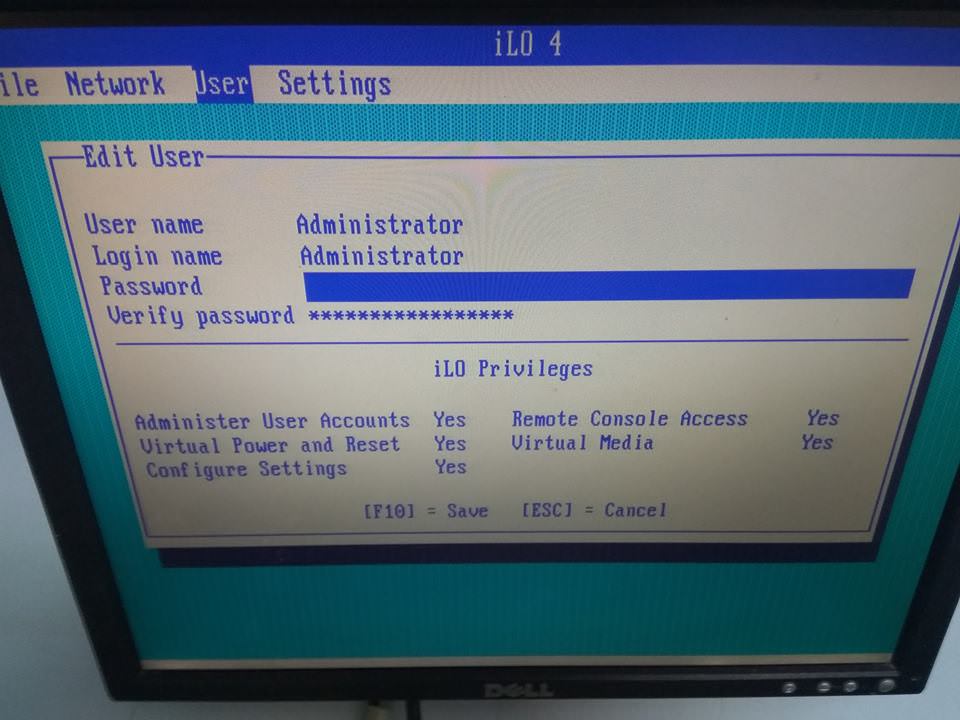 iLO 4
ile Network User Settings
Edit User
User name Administrator
Login name Administrator
Password
Verify password *****************
iLO Privileges
Administer User Accounts Yes Remote Console Access Yes
Virtual Power and Reset Yes Virtual Media Yes
Configure Settings Yes
[F10] = Save [ESC] = Cancel
DELL